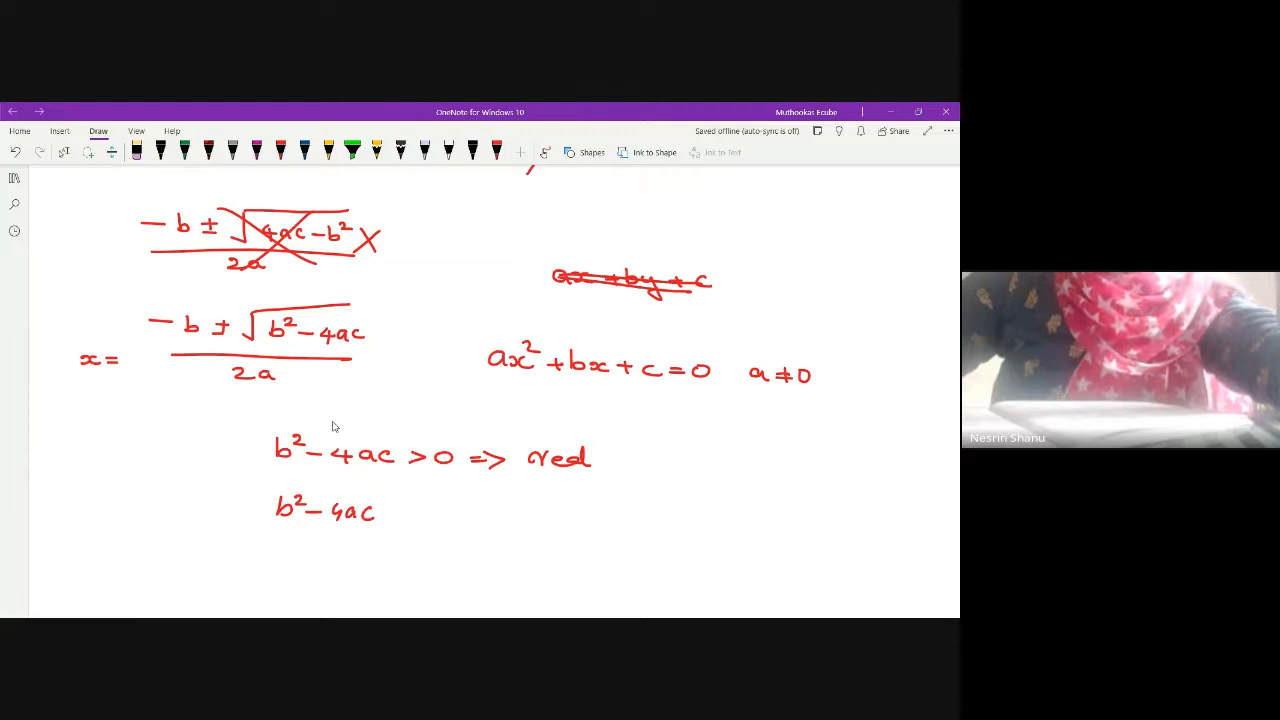 OneNote for Windows 10
Muthookas Ecube
Home Insert Draw View Help
Saved offline (auto-sync is off)
Share
Shapes
Ink to Shape
Ink to Text
− b ± √4ac − b² X
2a
ax + by + c
x = − b ± √b² − 4ac
2a
ax² + bx + c = 0 a ≠ 0
b² − 4ac > 0 => real
b² − 4ac
Nesrin Shanu